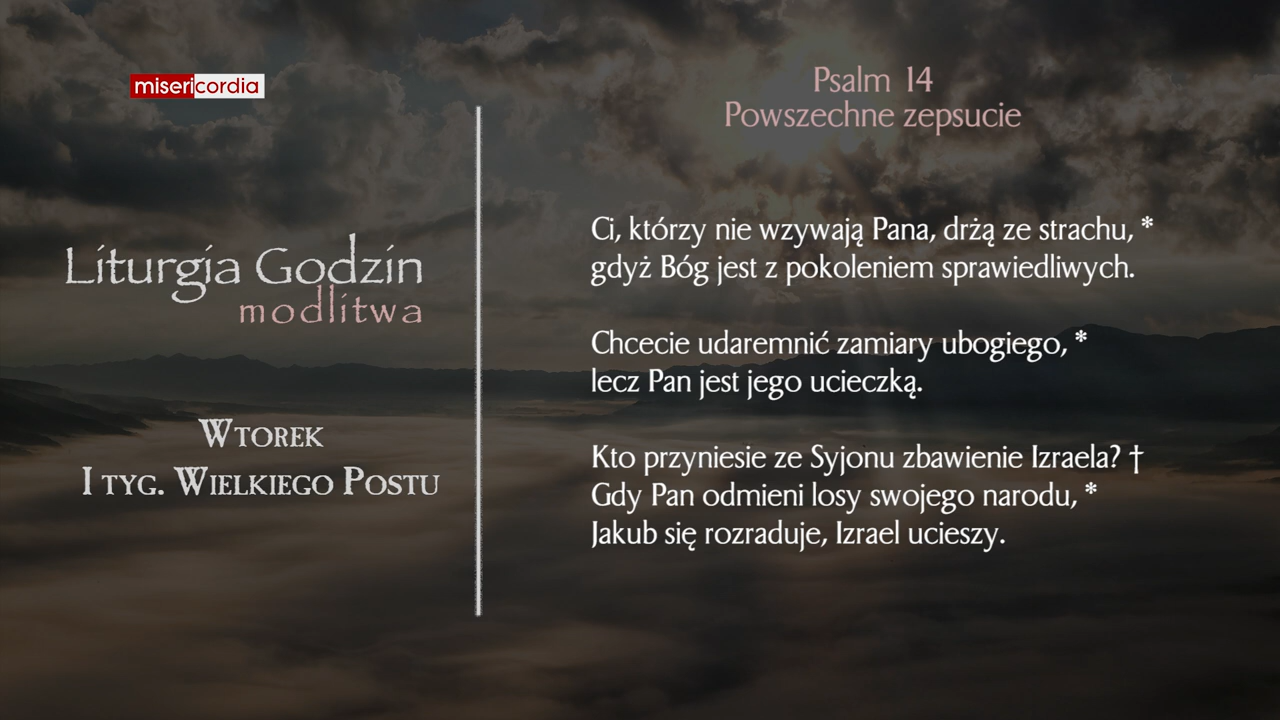 misericordia
Liturgia Godzin
modlitwa
Wtorek
I tyg. Wielkiego Postu
Psalm 14
Powszechne zepsucie
Ci, którzy nie wzywają Pana, drżą ze strachu, *
gdyż Bóg jest z pokoleniem sprawiedliwych.
Chcecie udaremnić zamiary ubogiego, *
lecz Pan jest jego ucieczką.
Kto przyniesie ze Syjonu zbawienie Izraela? †
Gdy Pan odmieni losy swojego narodu, *
Jakub się rozraduje, Izrael ucieszy.